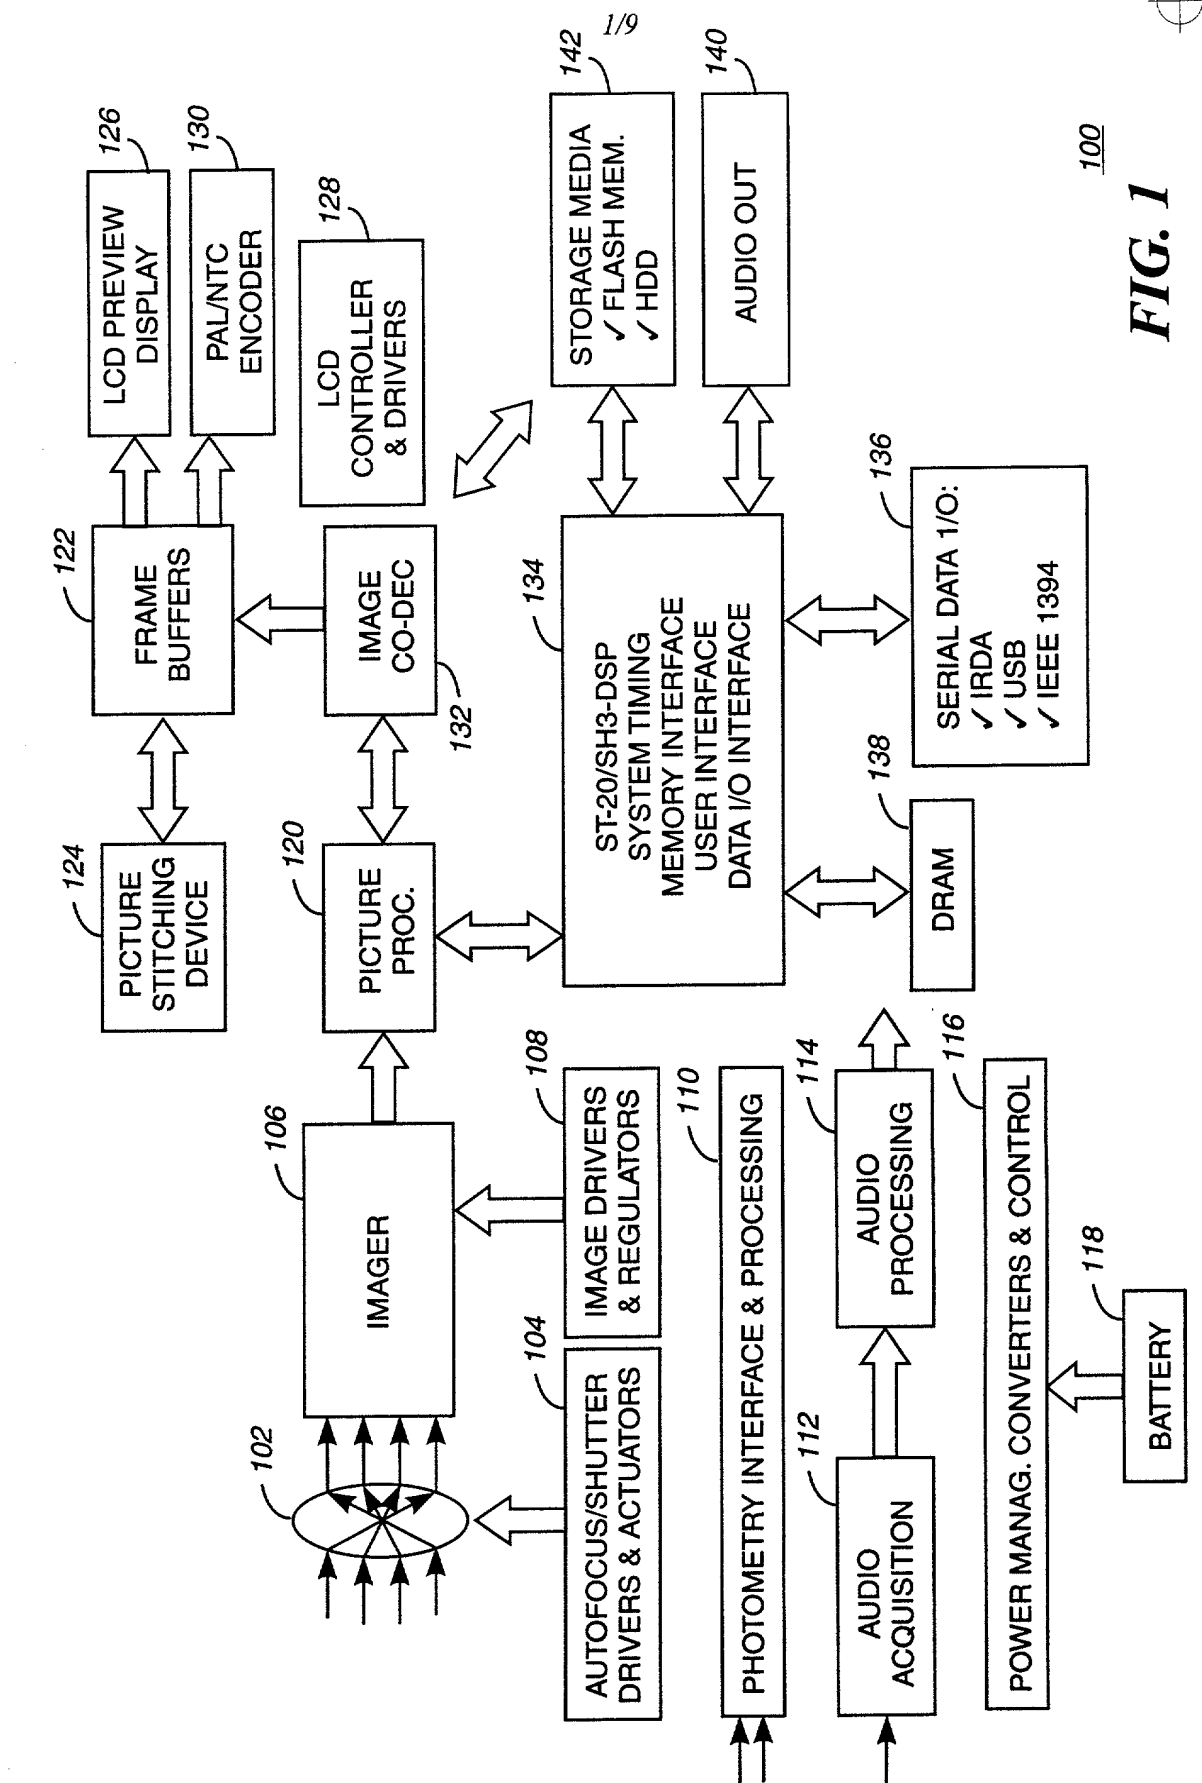 1/9
126
LCD PREVIEW
DISPLAY
130
PAL/NTC
ENCODER
128
LCD
CONTROLLER
& DRIVERS
142
STORAGE MEDIA
✓ FLASH MEM.
✓ HDD
140
AUDIO OUT
122
FRAME
BUFFERS
IMAGE
CO-DEC
132
134
ST-20/SH3-DSP
SYSTEM TIMING
MEMORY INTERFACE
USER INTERFACE
DATA I/O INTERFACE
136
SERIAL DATA 1/O:
✓ IRDA
✓ USB
✓ IEEE 1394
124
PICTURE
STITCHING
DEVICE
120
PICTURE
PROC.
138
DRAM
106
IMAGER
108
IMAGE DRIVERS
& REGULATORS
102
104
AUTOFOCUS/SHUTTER
DRIVERS & ACTUATORS
110
PHOTOMETRY INTERFACE & PROCESSING
114
AUDIO
PROCESSING
112
AUDIO
ACQUISITION
116
POWER MANAG. CONVERTERS & CONTROL
118
BATTERY
100
FIG. 1